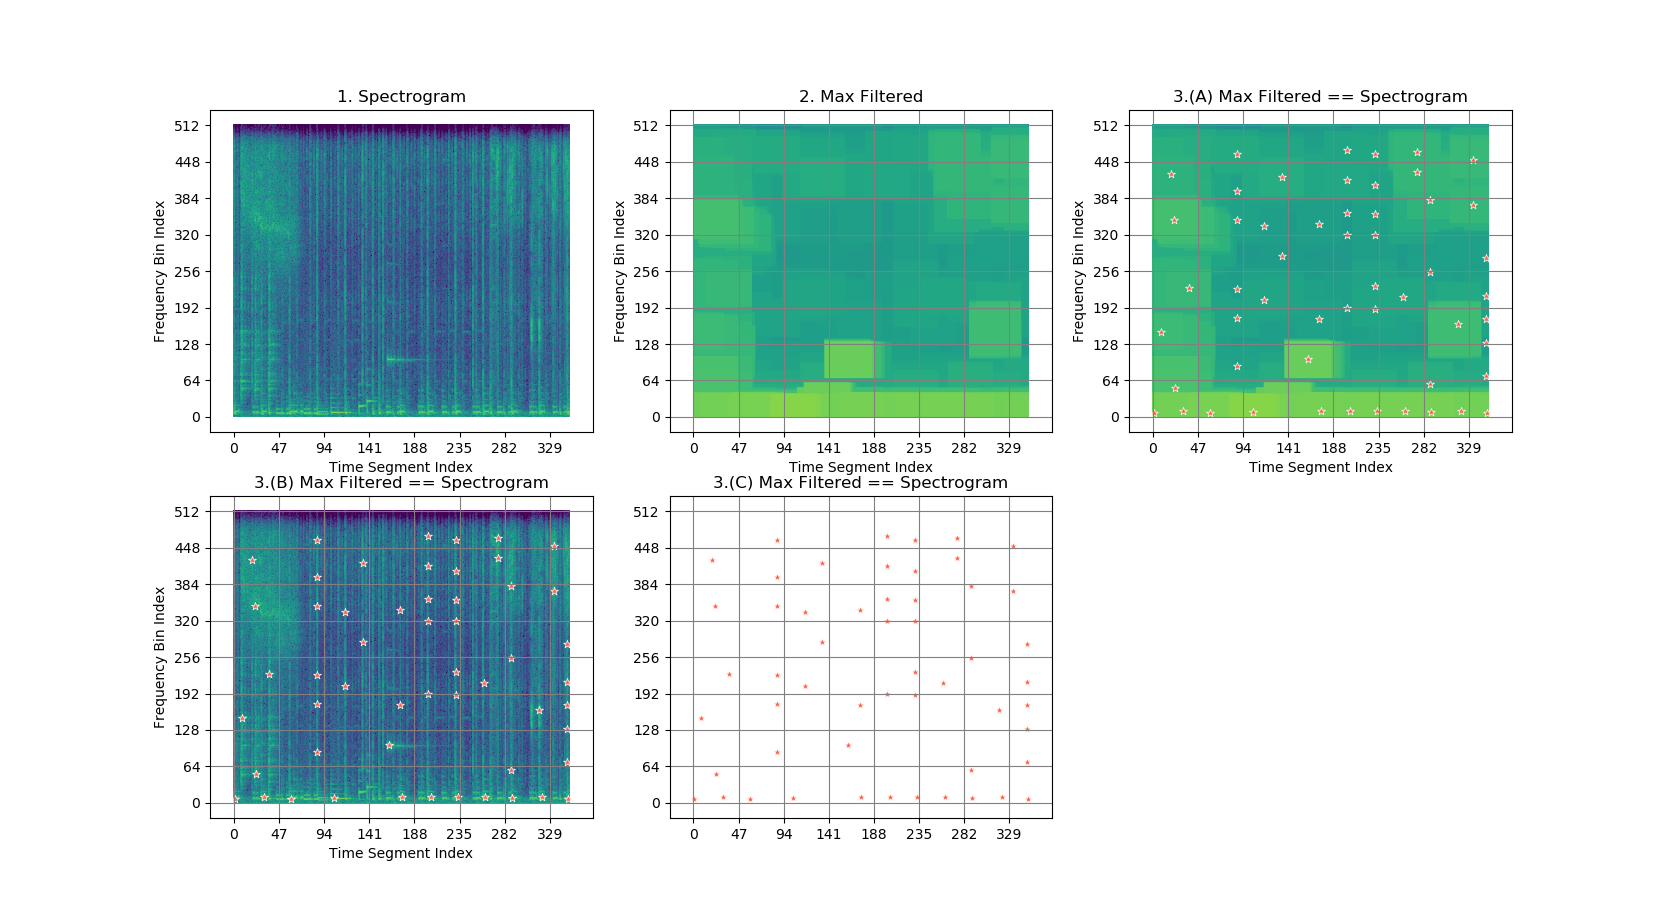 1. Spectrogram
512
448
384
320
256
192
128
64
0
Frequency Bin Index
0 47 94 141 188 235 282 329
Time Segment Index
2. Max Filtered
512
448
384
320
256
192
128
64
0
Frequency Bin Index
0 47 94 141 188 235 282 329
Time Segment Index
3.(A) Max Filtered == Spectrogram
512
448
384
320
256
192
128
64
0
Frequency Bin Index
0 47 94 141 188 235 282 329
Time Segment Index
3.(B) Max Filtered == Spectrogram
512
448
384
320
256
192
128
64
0
Frequency Bin Index
0 47 94 141 188 235 282 329
Time Segment Index
3.(C) Max Filtered == Spectrogram
512
448
384
320
256
192
128
64
0
0 47 94 141 188 235 282 329